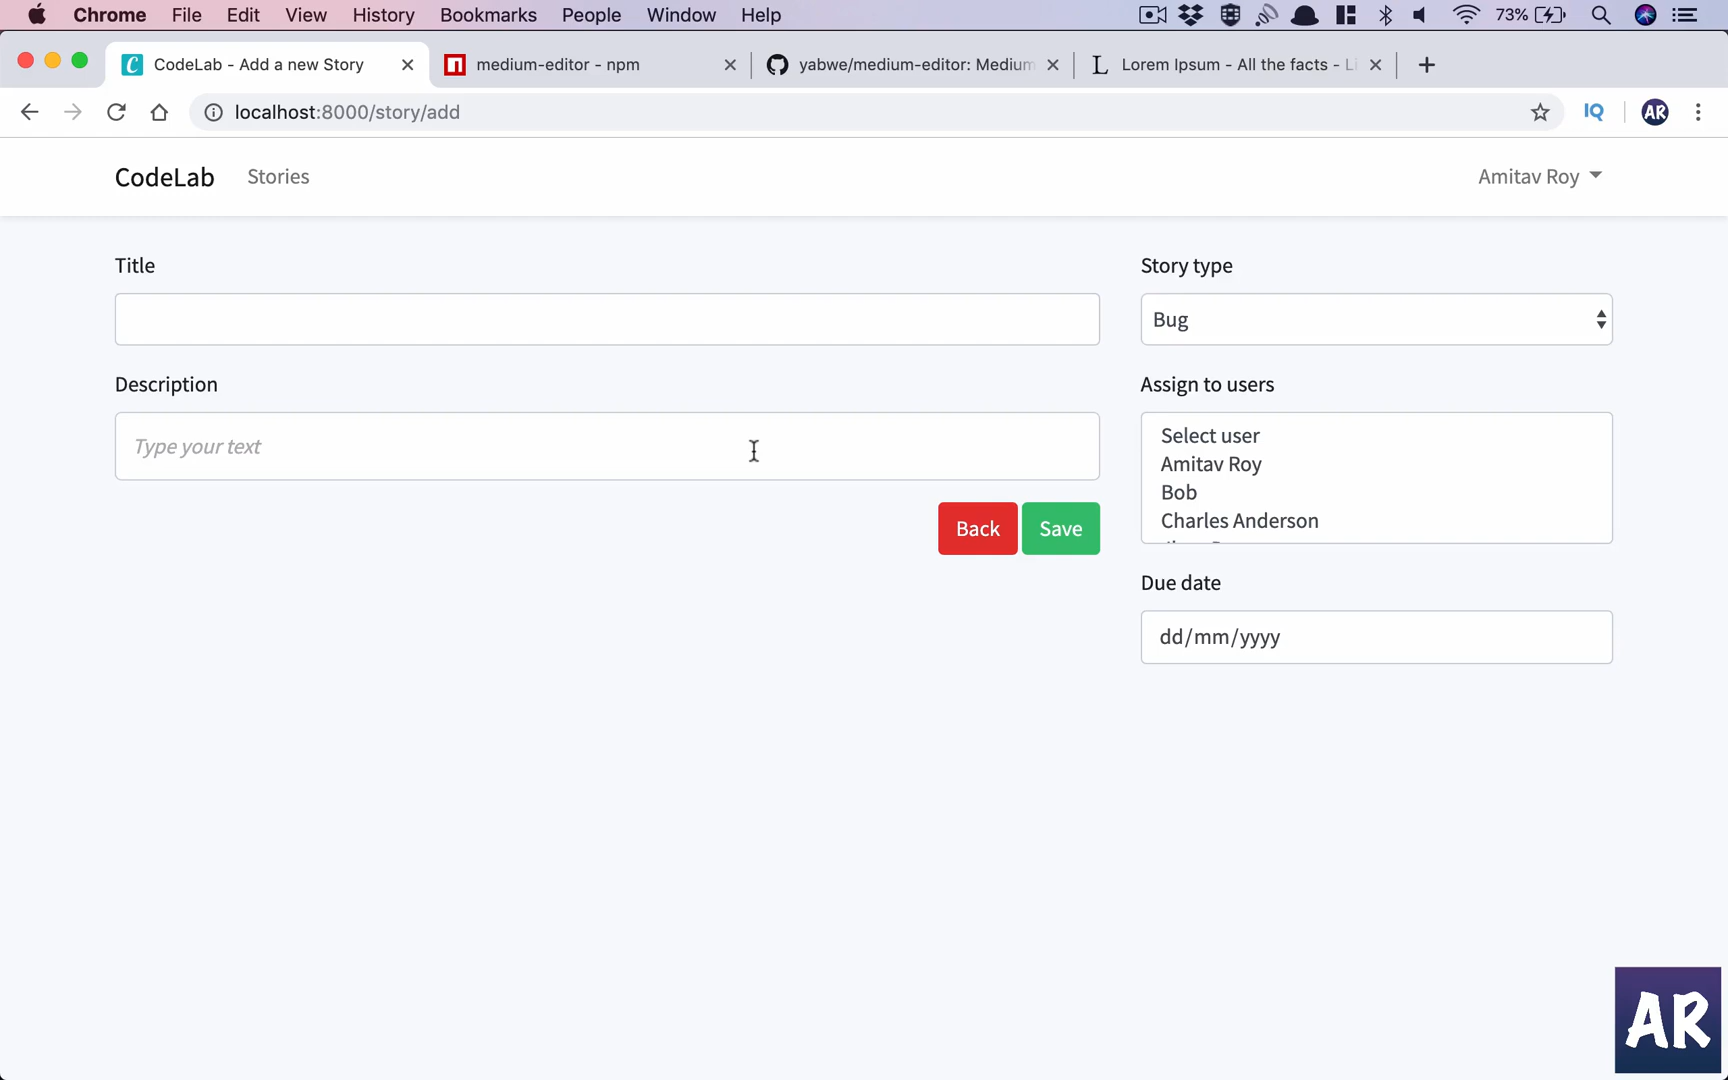 Chrome File Edit View History Bookmarks People Window Help 73%
CodeLab - Add a new Story medium-editor - npm yabwe/medium-editor: Medium L Lorem Ipsum - All the facts - Li
localhost:8000/story/add IQ AR
CodeLab Stories Amitav Roy
Title Story type
Bug
Description Assign to users
Type your text
Select user
Amitav Roy
Bob
Charles Anderson
Back Save
Due date
dd/mm/yyyy
AR